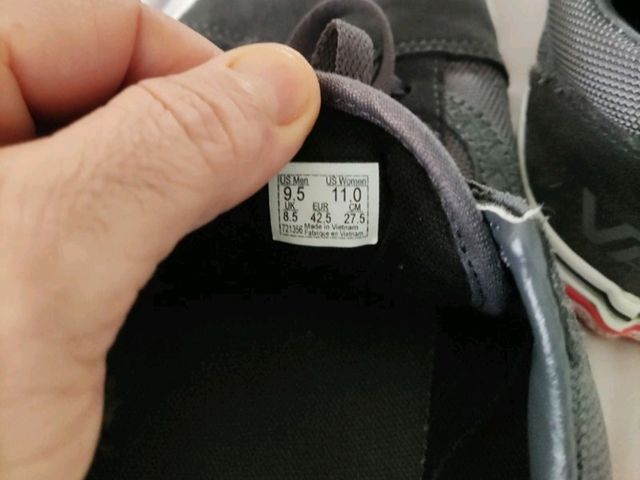 US Men US Women
9.5 11.0
UK EUR CM
8.5 42.5 27.5
721356 Made in Vietnam
Fabriqué en Vietnam